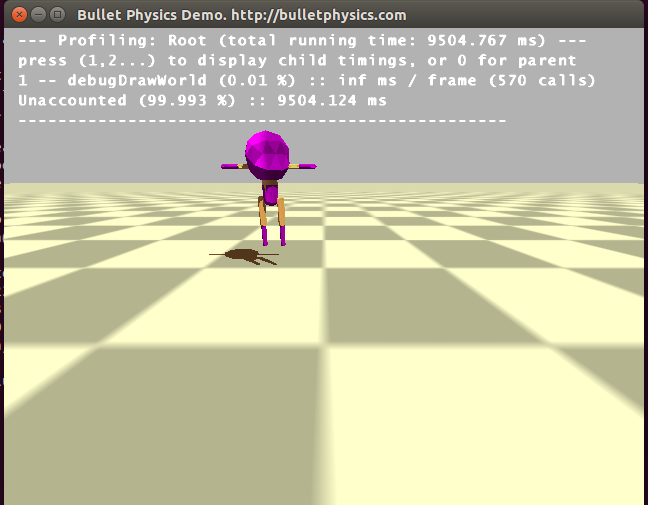 Bullet Physics Demo. http://bulletphysics.com
--- Profiling: Root (total running time: 9504.767 ms) ---
press (1,2...) to display child timings, or 0 for parent
1 -- debugDrawWorld (0.01 %) :: inf ms / frame (570 calls)
Unaccounted (99.993 %) :: 9504.124 ms
-------------------------------------------------